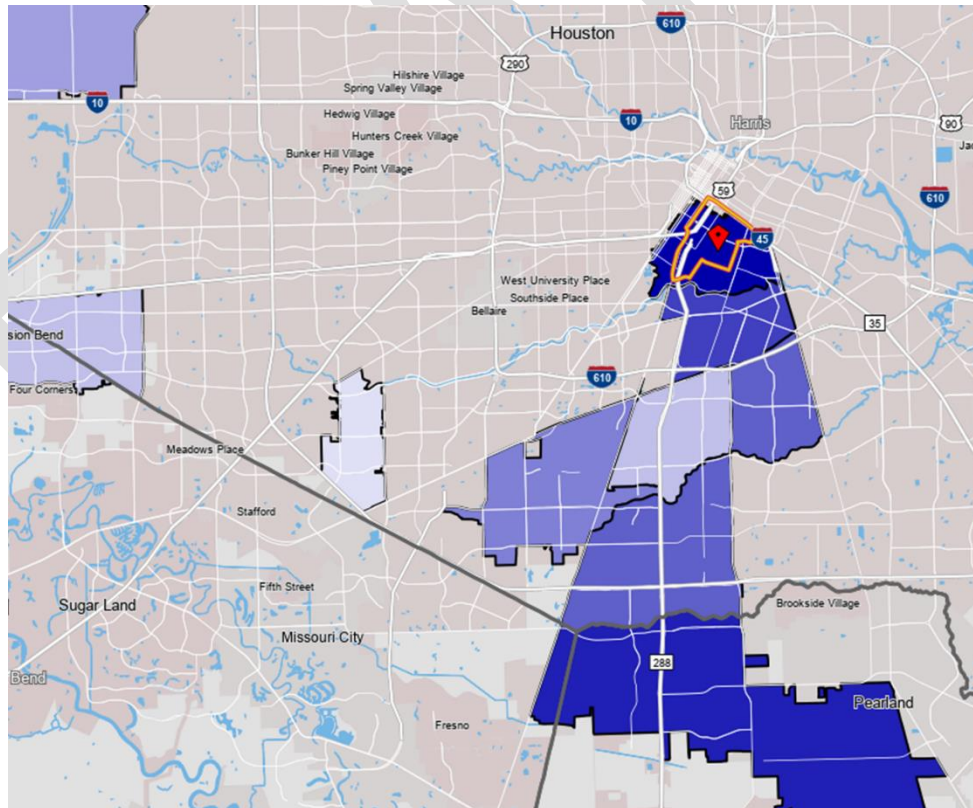 Houston
610
290
Hilshire Village
Spring Valley Village
10
Hedwig Village
10
Harris
90
Hunters Creek Village
Bunker Hill Village
Piney Point Village
59
610
45
West University Place
Southside Place
Bellaire
35
sion Bend
610
Four Corners
Meadows Place
Stafford
Fifth Street
Sugar Land
Brookside Village
Missouri City
288
Bend
Pearland
Fresno